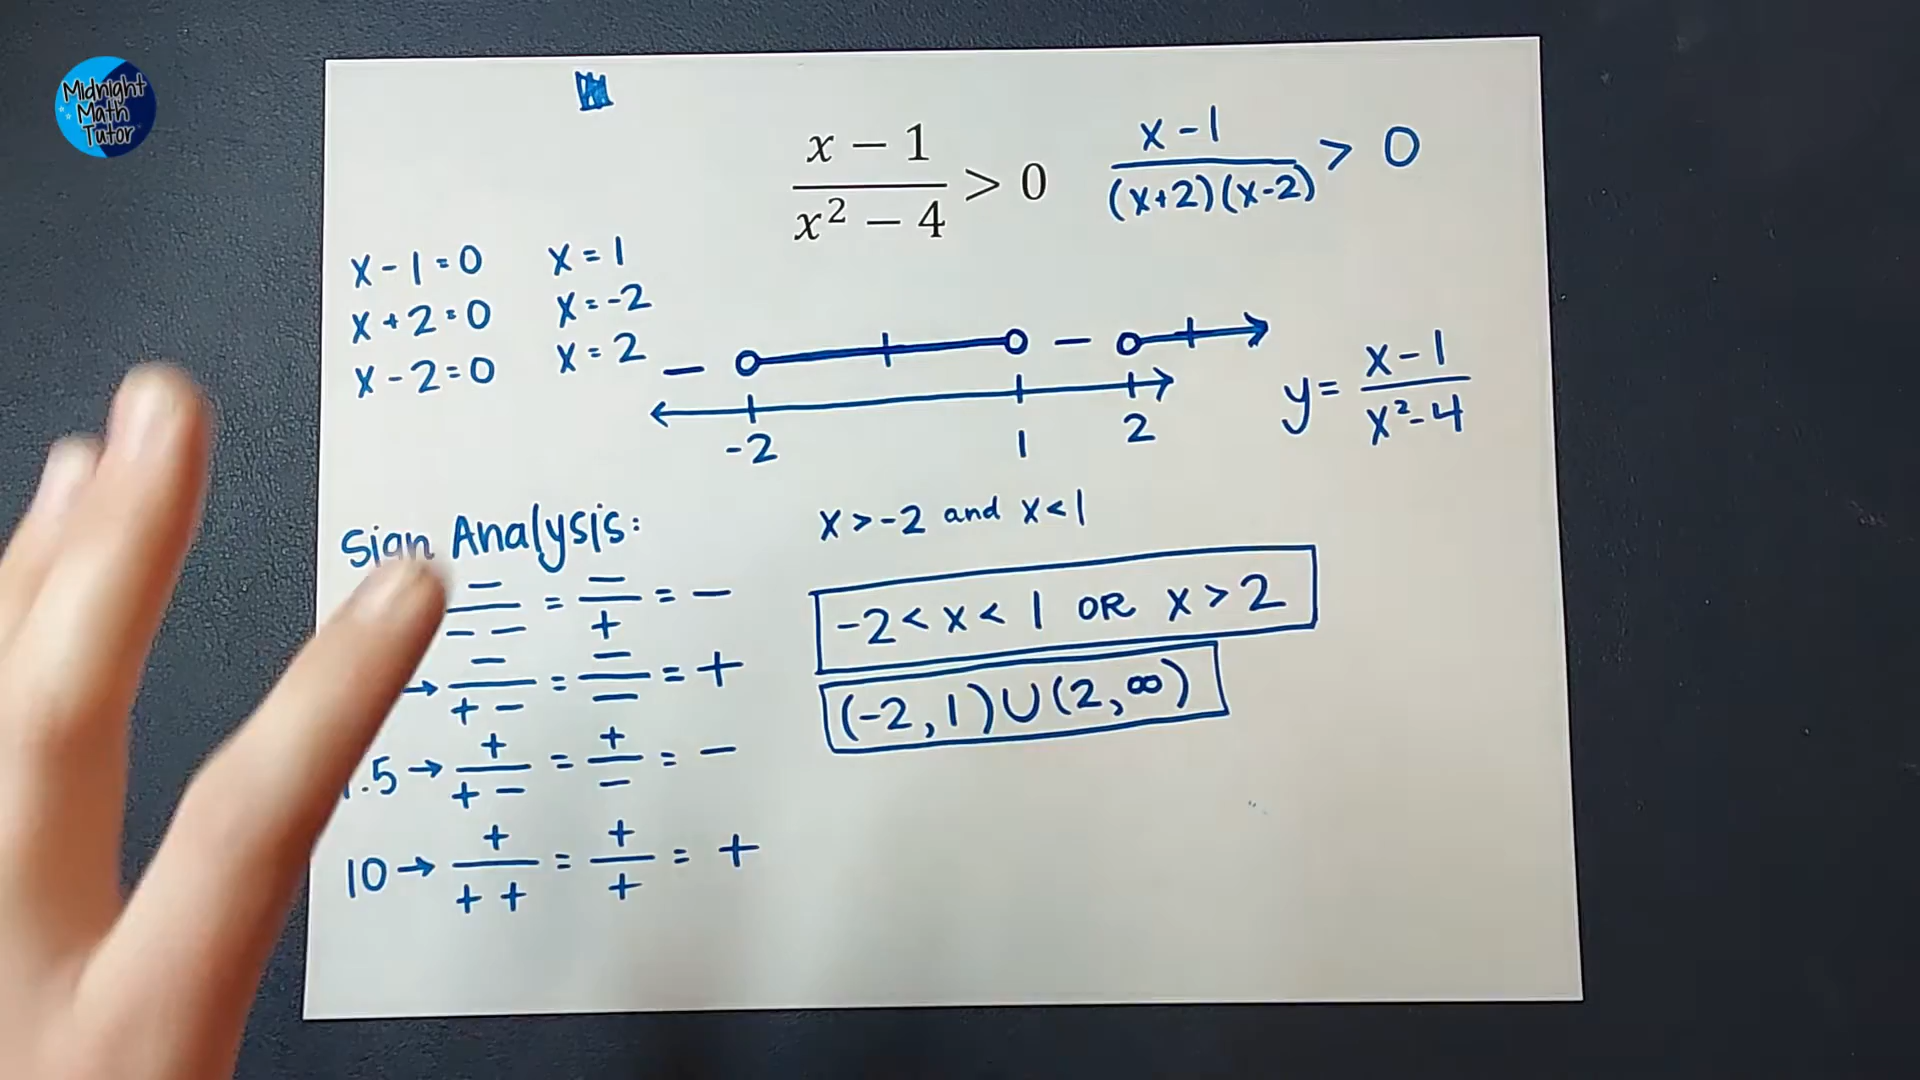 Midnight
Math
Tutor
x − 1
x² − 4
> 0
x-1
(x+2)(x-2)
> 0
x-1=0 x=1
x+2=0 x=-2
x-2=0 x=2
− + − +
-2 1 2
y= x-1
x²-4
Sign Analysis:
− −
− − = + = −
− −
→ + − = − = +
+ +
.5 → + − = − = −
+ +
10 → + + = + = +
x>-2 and x<1
-2<x<1 OR x>2
(-2,1)∪(2,∞)